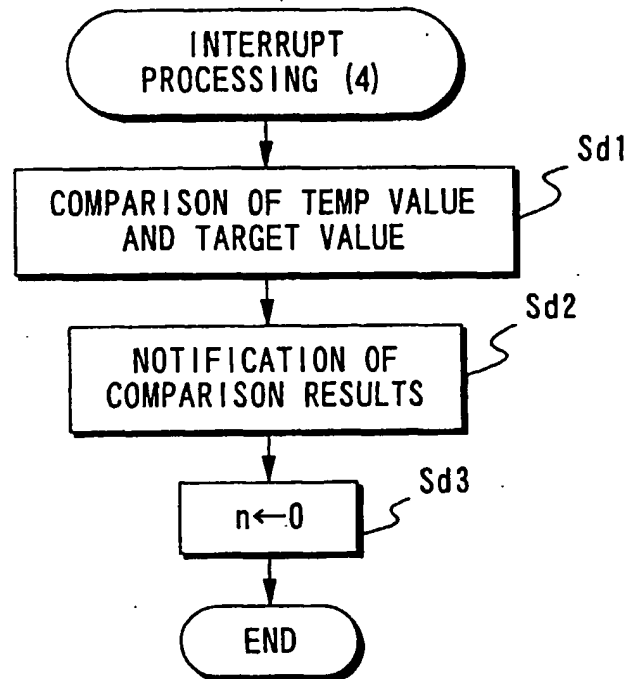 INTERRUPT
PROCESSING (4)
Sd1
COMPARISON OF TEMP VALUE
AND TARGET VALUE
Sd2
NOTIFICATION OF
COMPARISON RESULTS
Sd3
n←0
END